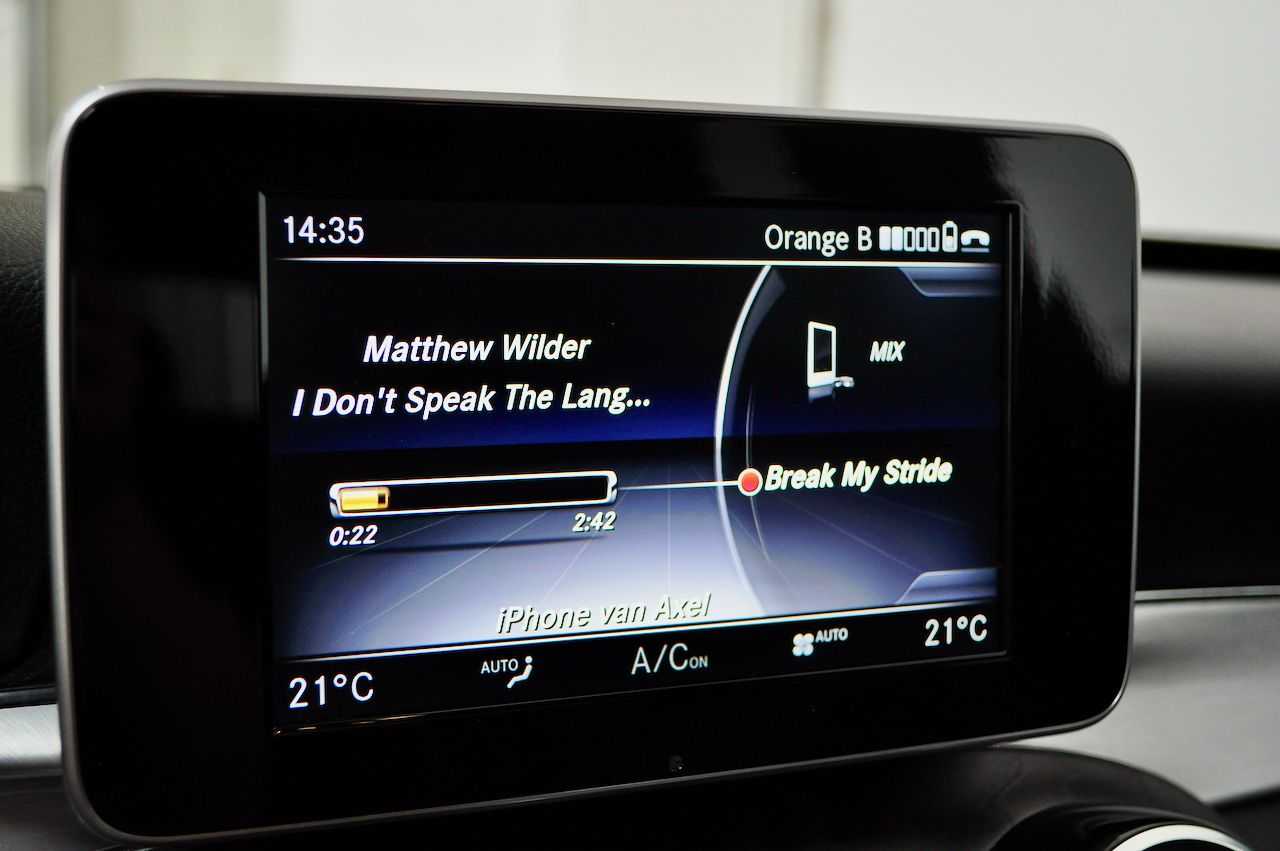 14:35
Orange B
Matthew Wilder
I Don't Speak The Lang...
MIX
Break My Stride
0:22
2:42
iPhone van Axel
21°C
AUTO
A/C ON
AUTO
21°C